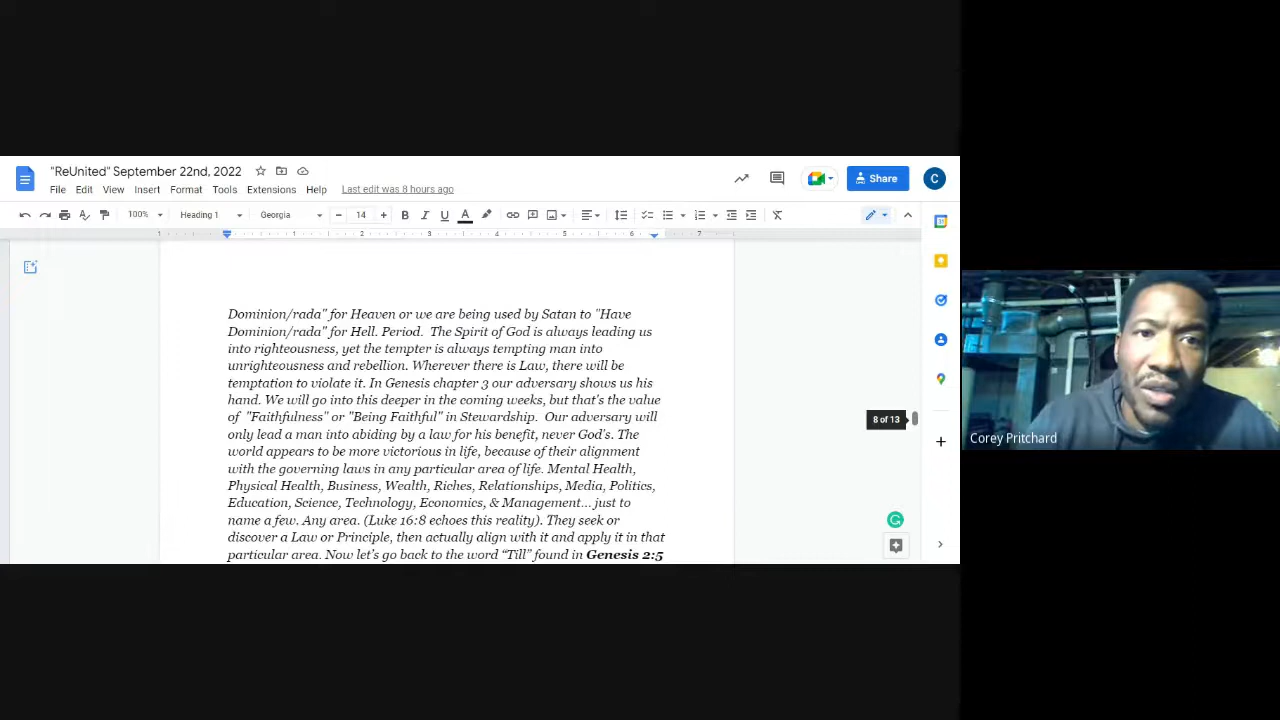 "ReUnited" September 22nd, 2022
File Edit View Insert Format Tools Extensions Help Last edit was 8 hours ago
Share
C
100% Heading 1 Georgia 14 B I U A
1 1 2 3 4 5 6 7
Dominion/rada" for Heaven or we are being used by Satan to "Have
Dominion/rada" for Hell. Period. The Spirit of God is always leading us
into righteousness, yet the tempter is always tempting man into
unrighteousness and rebellion. Wherever there is Law, there will be
temptation to violate it. In Genesis chapter 3 our adversary shows us his
hand. We will go into this deeper in the coming weeks, but that's the value
of "Faithfulness" or "Being Faithful" in Stewardship. Our adversary will
only lead a man into abiding by a law for his benefit, never God's. The
world appears to be more victorious in life, because of their alignment
with the governing laws in any particular area of life. Mental Health,
Physical Health, Business, Wealth, Riches, Relationships, Media, Politics,
Education, Science, Technology, Economics, & Management... just to
name a few. Any area. (Luke 16:8 echoes this reality). They seek or
discover a Law or Principle, then actually align with it and apply it in that
particular area. Now let's go back to the word “Till” found in Genesis 2:5
8 of 13
Corey Pritchard